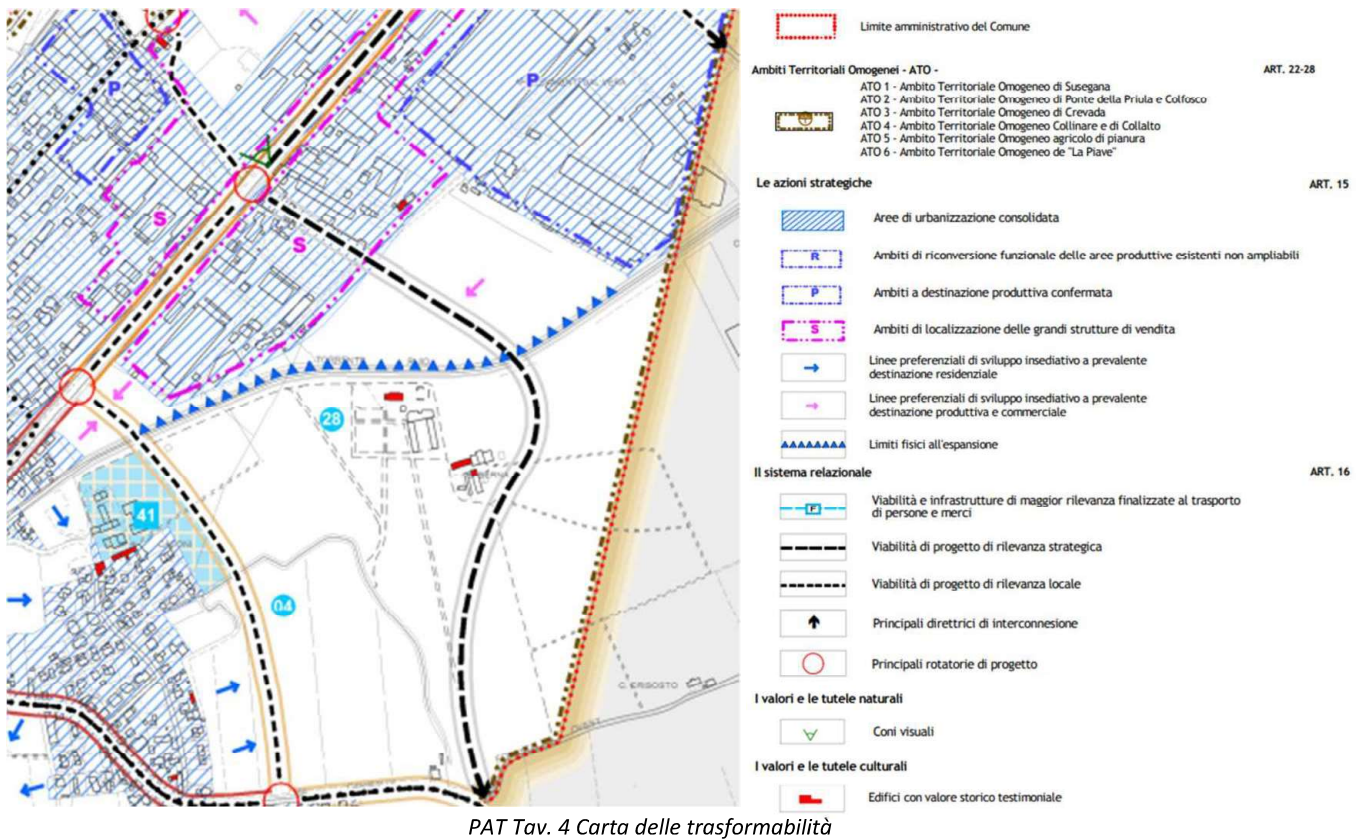 P
P
S
S
TORRENTE
RUIO
28
41
04
C. ERIGOSTO
Limite amministrativo del Comune
Ambiti Territoriali Omogenei - ATO - ART. 22-28
ATO 1 - Ambito Territoriale Omogeneo di Susegana
ATO 2 - Ambito Territoriale Omogeneo di Ponte della Priula e Colfosco
ATO 3 - Ambito Territoriale Omogeneo di Crevada
ATO 4 - Ambito Territoriale Omogeneo Collinare e di Collalto
ATO 5 - Ambito Territoriale Omogeneo agricolo di pianura
ATO 6 - Ambito Territoriale Omogeneo de "La Piave"
Le azioni strategiche ART. 15
Aree di urbanizzazione consolidata
R Ambiti di riconversione funzionale delle aree produttive esistenti non ampliabili
P Ambiti a destinazione produttiva confermata
S Ambiti di localizzazione delle grandi strutture di vendita
Linee preferenziali di sviluppo insediativo a prevalente
destinazione residenziale
Linee preferenziali di sviluppo insediativo a prevalente
destinazione produttiva e commerciale
Limiti fisici all'espansione
Il sistema relazionale ART. 16
F Viabilità e infrastrutture di maggior rilevanza finalizzate al trasporto
di persone e merci
Viabilità di progetto di rilevanza strategica
Viabilità di progetto di rilevanza locale
Principali direttrici di interconnesione
Principali rotatorie di progetto
I valori e le tutele naturali
Coni visuali
I valori e le tutele culturali
Edifici con valore storico testimoniale
PAT Tav. 4 Carta delle trasformabilità